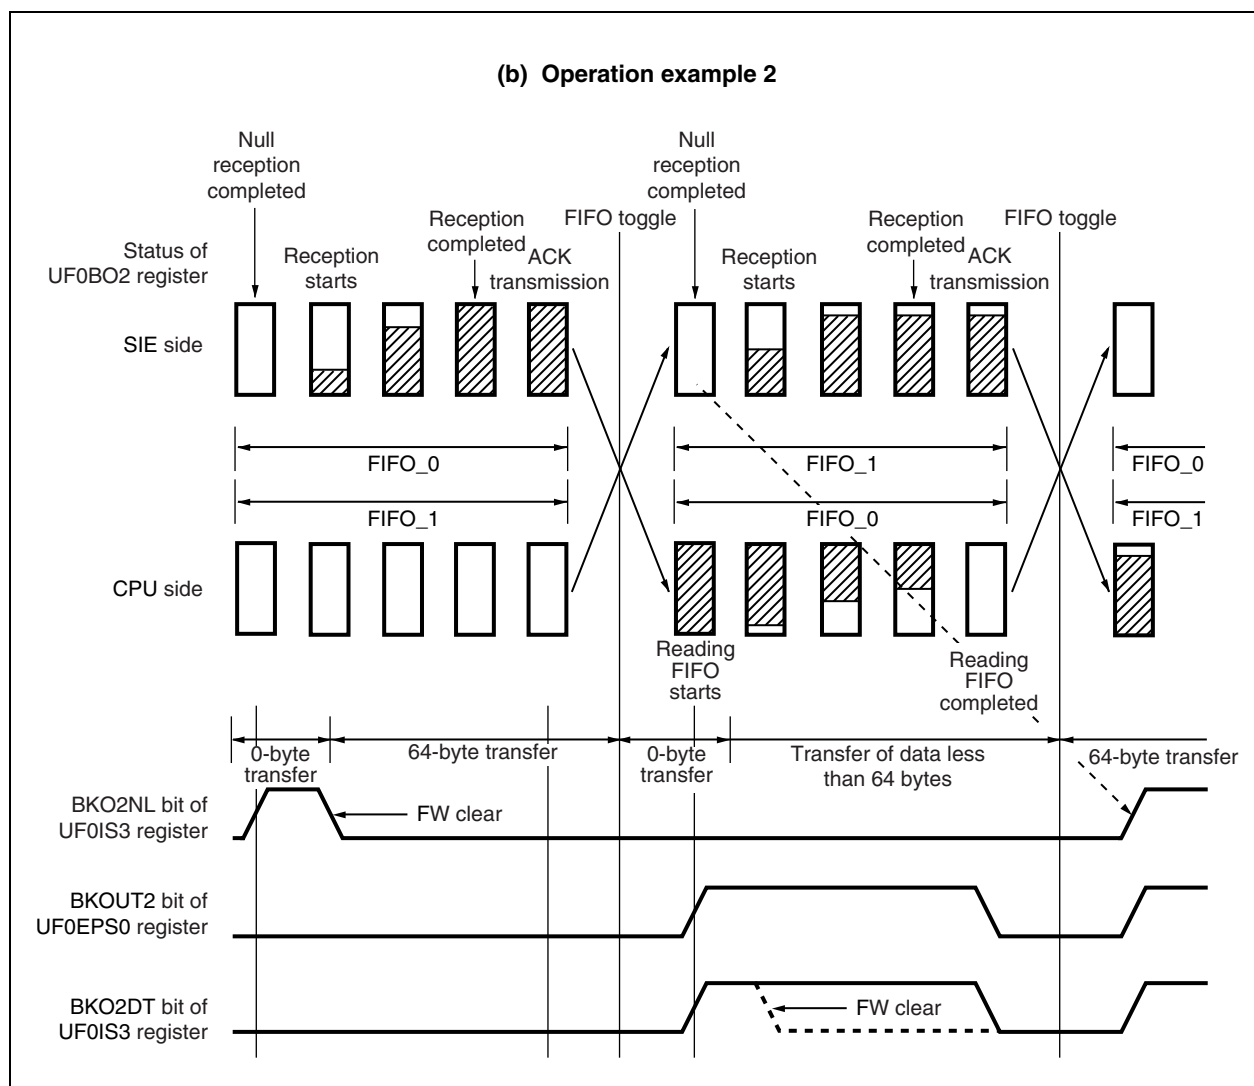 (b) Operation example 2
Null
reception
completed
Null
reception
completed
FIFO toggle
FIFO toggle
Reception
completed
Reception
completed
Status of
UF0BO2 register
Reception
starts
ACK
transmission
Reception
starts
ACK
transmission
SIE side
FIFO_0
FIFO_1
FIFO_0
FIFO_1
FIFO_0
FIFO_1
CPU side
Reading
FIFO
starts
Reading
FIFO
completed
0-byte
transfer
64-byte transfer
0-byte
transfer
Transfer of data less
than 64 bytes
64-byte transfer
BKO2NL bit of
UF0IS3 register
FW clear
BKOUT2 bit of
UF0EPS0 register
BKO2DT bit of
UF0IS3 register
FW clear